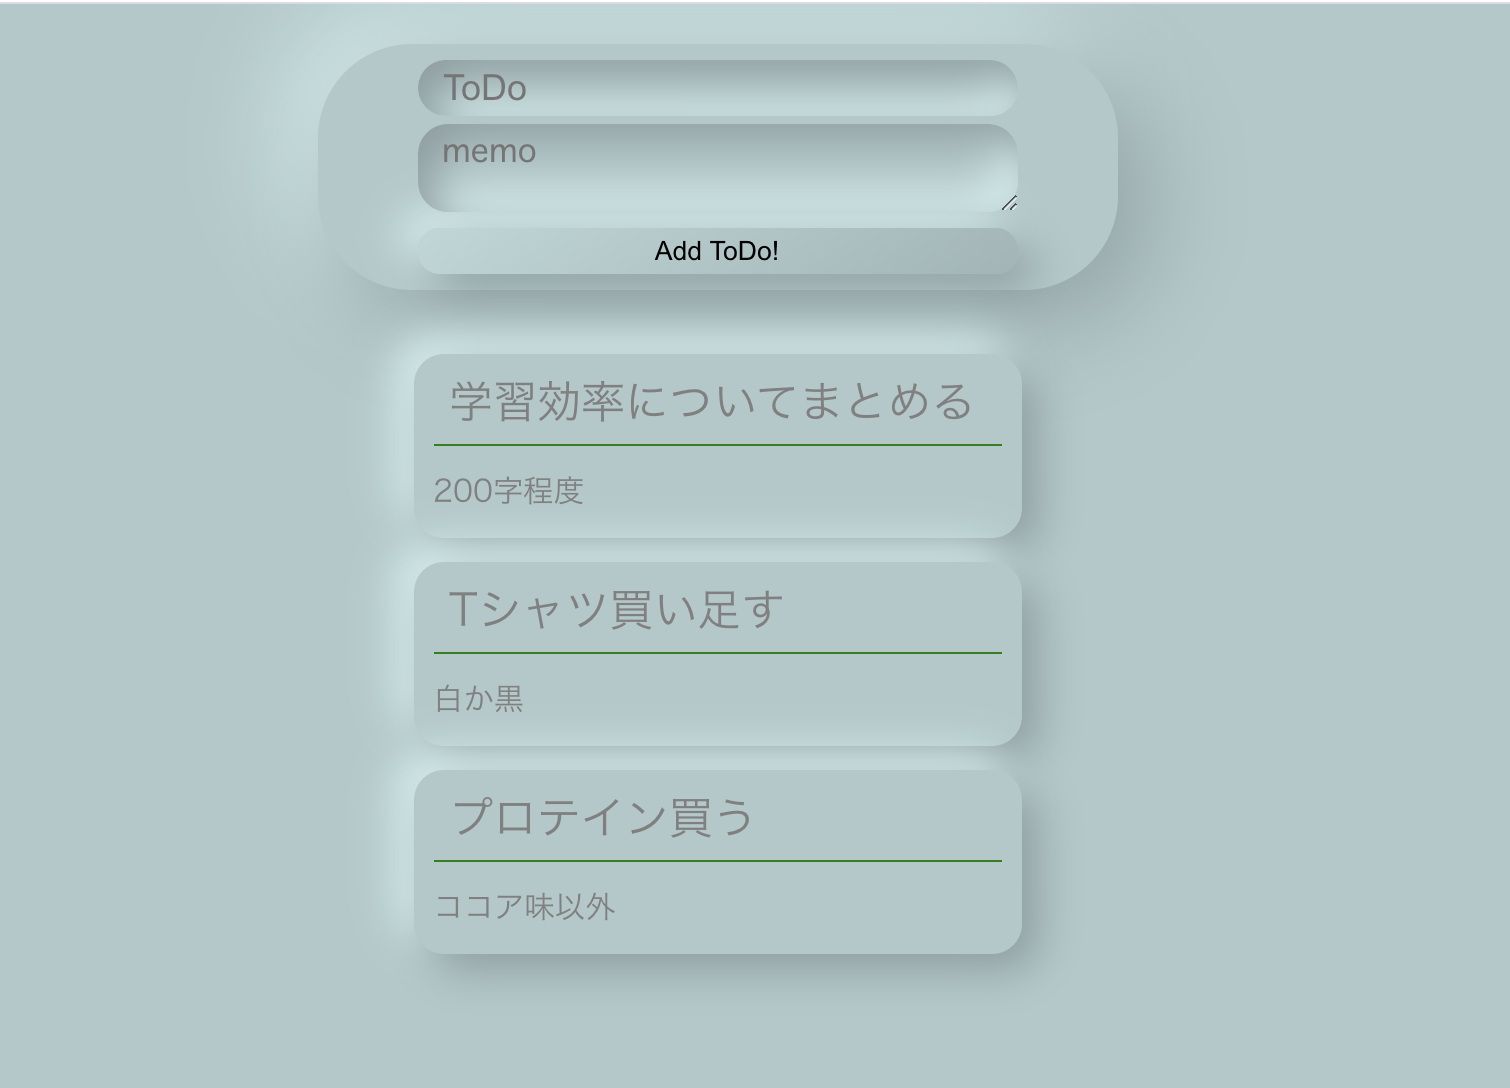 ToDo
memo
Add ToDo!
学習効率についてまとめる
200字程度
Tシャツ買い足す
白か黒
プロテイン買う
ココア味以外